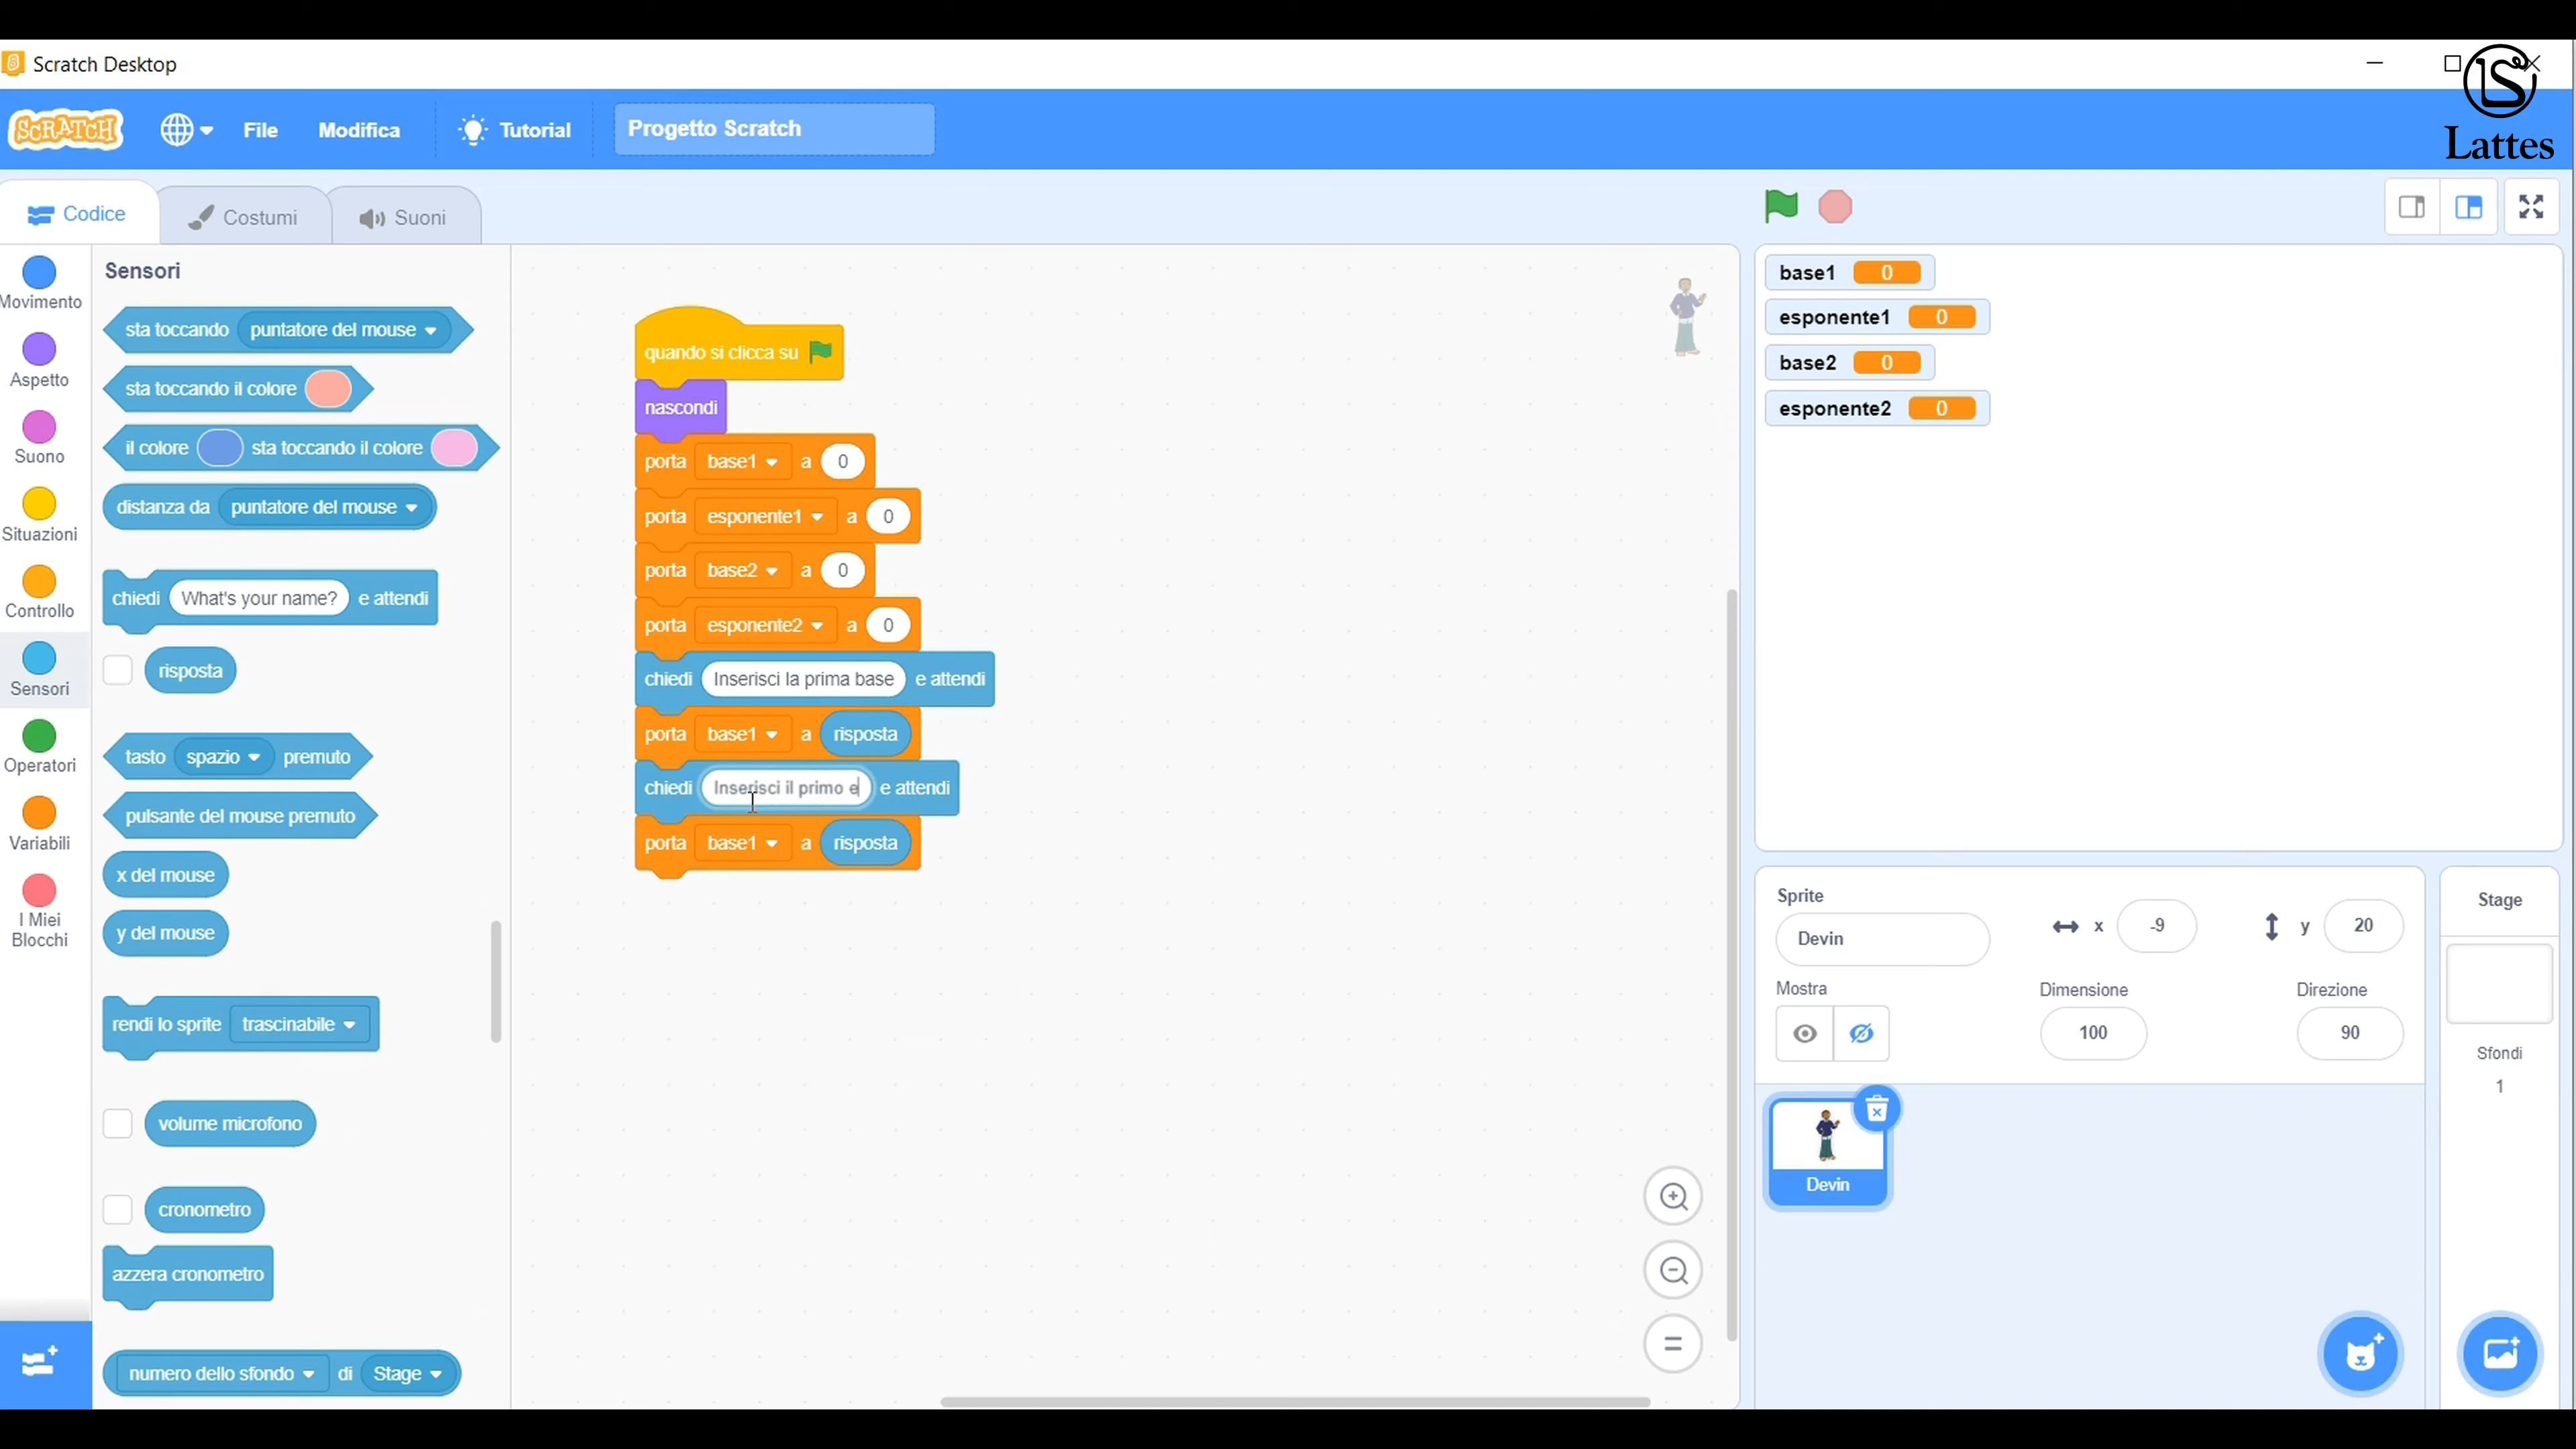 Scratch Desktop
LS
Lattes
SCRATCH
File
Modifica
Tutorial
Progetto Scratch
Codice
Costumi
Suoni
Movimento
Aspetto
Suono
Situazioni
Controllo
Sensori
Operatori
Variabili
I Miei
Blocchi
Sensori
sta toccando puntatore del mouse
sta toccando il colore
il colore sta toccando il colore
distanza da puntatore del mouse
chiedi What's your name? e attendi
risposta
tasto spazio premuto
pulsante del mouse premuto
x del mouse
y del mouse
rendi lo sprite trascinabile
volume microfono
cronometro
azzera cronometro
numero dello sfondo di Stage
quando si clicca su
nascondi
porta base1 a 0
porta esponente1 a 0
porta base2 a 0
porta esponente2 a 0
chiedi Inserisci la prima base e attendi
porta base1 a risposta
chiedi Inserisci il primo e e attendi
porta base1 a risposta
base1 0
esponente1 0
base2 0
esponente2 0
Sprite
Devin
x -9
y 20
Mostra
Dimensione
100
Direzione
90
Devin
Stage
Sfondi
1